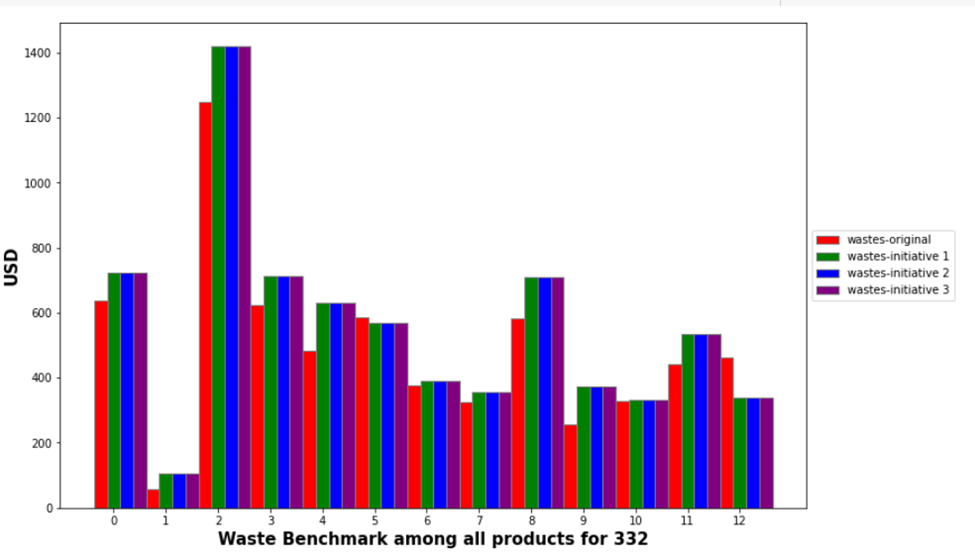 1400
1200
1000
800
600
400
200
0
USD
0 1 2 3 4 5 6 7 8 9 10 11 12
Waste Benchmark among all products for 332
wastes-original
wastes-initiative 1
wastes-initiative 2
wastes-initiative 3